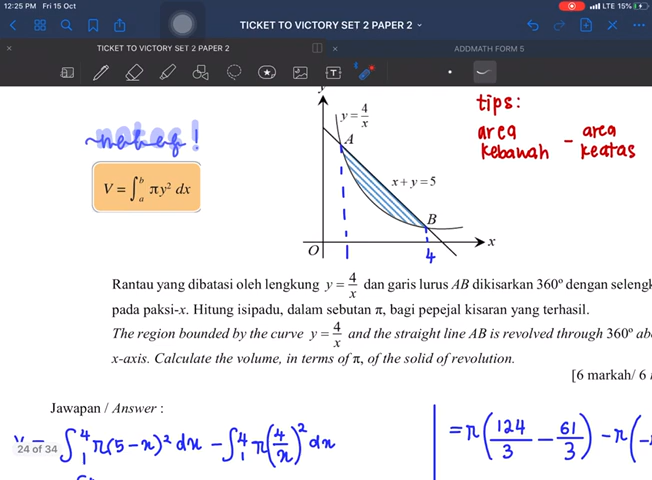 12:25 PM Fri 15 Oct
LTE 15%
TICKET TO VICTORY SET 2 PAPER 2
TICKET TO VICTORY SET 2 PAPER 2
ADDMATH FORM 5
T
y
y = 4/x
A
x + y = 5
B
O
x
1
4
tips:
area kebawah – area keatas
V = ∫ₐᵇ πy² dx
Rantau yang dibatasi oleh lengkung y = 4/x dan garis lurus AB dikisarkan 360° dengan selengk
pada paksi-x. Hitung isipadu, dalam sebutan π, bagi pepejal kisaran yang terhasil.
The region bounded by the curve y = 4/x and the straight line AB is revolved through 360° abo
x-axis. Calculate the volume, in terms of π, of the solid of revolution.
[6 markah/ 6
Jawapan / Answer :
24 of 34
∫₁⁴ π(5-x)² dx – ∫₁⁴ π(4/x)² dx
= π(124/3 – 61/3) – π(–